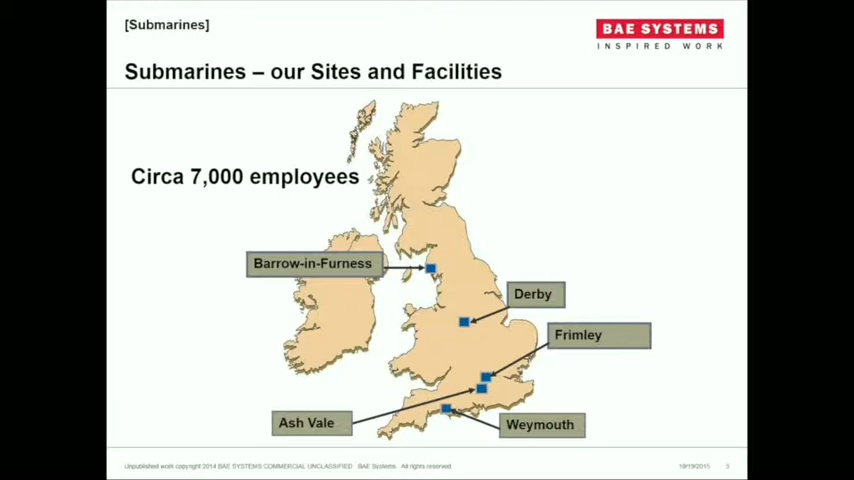 [Submarines]
BAE SYSTEMS
INSPIRED WORK
Submarines – our Sites and Facilities
Circa 7,000 employees
Barrow-in-Furness
Derby
Frimley
Ash Vale
Weymouth
Unpublished work copyright 2014 BAE SYSTEMS COMMERCIAL UNCLASSIFIED BAE Systems. All rights reserved